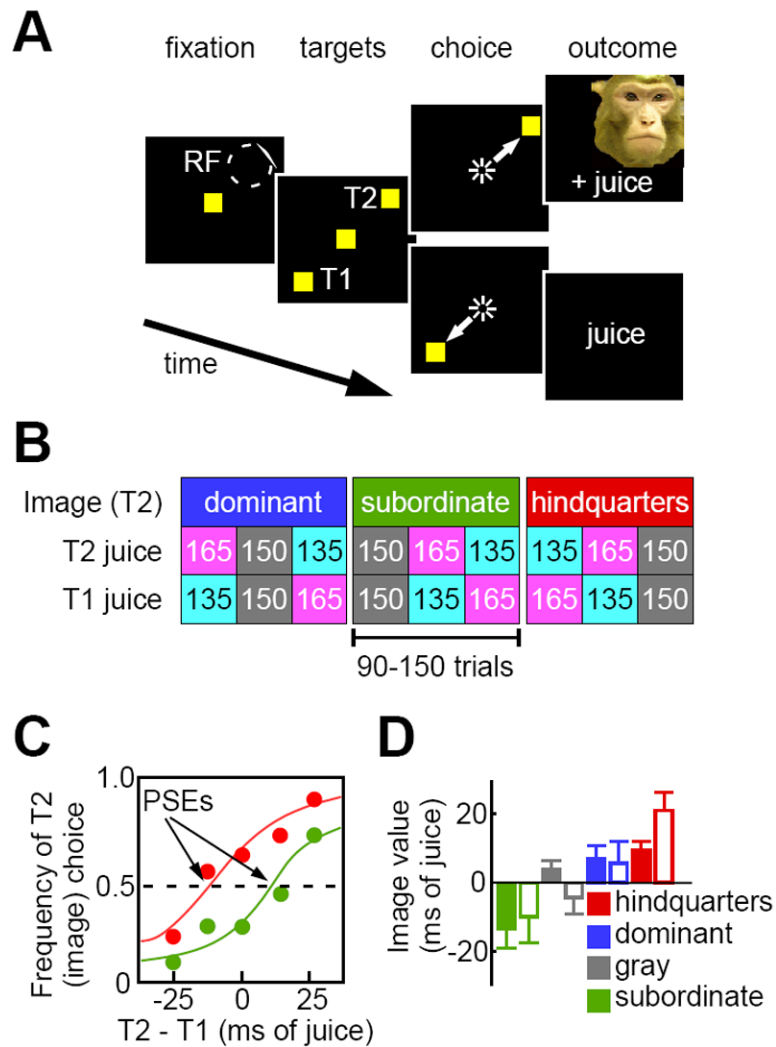 A
fixation targets choice outcome
RF
T2
T1
+ juice
juice
time
B
Image (T2) dominant subordinate hindquarters
T2 juice 165 150 135 150 165 135 135 165 150
T1 juice 135 150 165 150 135 165 165 135 150
90-150 trials
C
Frequency of T2
(image) choice
1.0
0.5
0
PSEs
-25 0 25
T2 - T1 (ms of juice)
D
Image value
(ms of juice)
20
0
-20
hindquarters
dominant
gray
subordinate